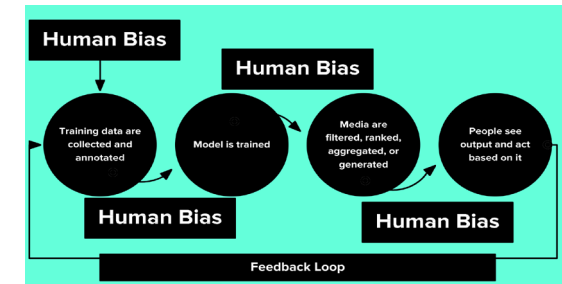 Human Bias
Human Bias
Training data are
collected and
annotated
Model is trained
Media are
filtered, ranked,
aggregated, or
generated
People see
output and act
based on it
Human Bias
Human Bias
Feedback Loop